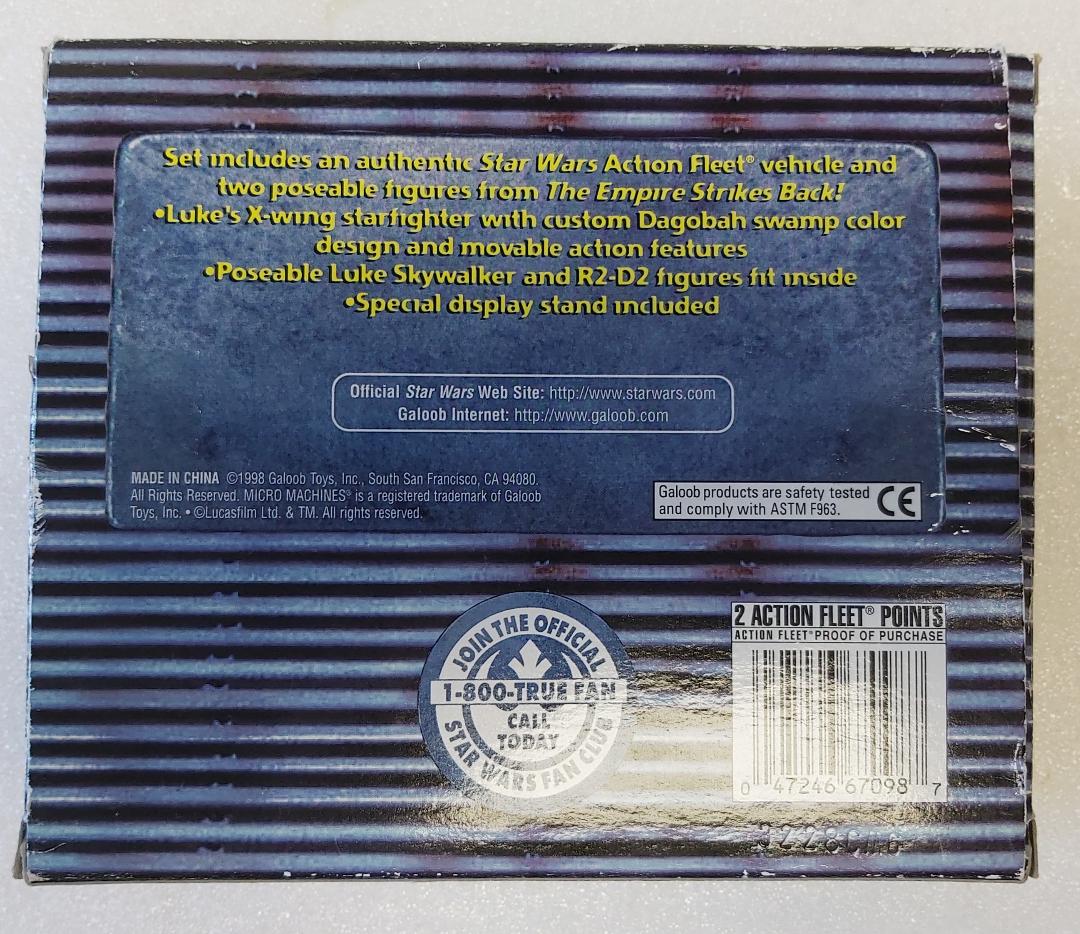 Set includes an authentic Star Wars Action Fleet® vehicle and
two poseable figures from The Empire Strikes Back!
•Luke's X-wing starfighter with custom Dagobah swamp color
design and movable action features
•Poseable Luke Skywalker and R2-D2 figures fit inside
•Special display stand included
Official Star Wars Web Site: http://www.starwars.com
Galoob Internet: http://www.galoob.com
MADE IN CHINA ©1998 Galoob Toys, Inc., South San Francisco, CA 94080.
All Rights Reserved. MICRO MACHINES® is a registered trademark of Galoob
Toys, Inc. • ©Lucasfilm Ltd. & TM. All rights reserved.
Galoob products are safety tested
and comply with ASTM F963.
CE
JOIN THE OFFICIAL
1-800-TRUE FAN
CALL
TODAY
STAR WARS FAN CLUB
2 ACTION FLEET® POINTS
ACTION FLEET® PROOF OF PURCHASE
0 47246 67098 7